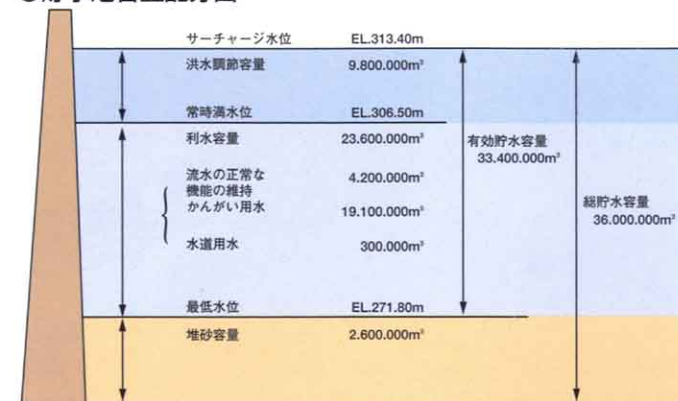 サーチャージ水位 EL.313.40m
洪水調節容量 9.800.000m³
常時満水位 EL.306.50m
利水容量 23.600.000m³
有効貯水容量
33.400.000m³
流水の正常な
機能の維持 4.200.000m³
かんがい用水 19.100.000m³
水道用水 300.000m³
総貯水容量
36.000.000m³
最低水位 EL.271.80m
堆砂容量 2.600.000m³